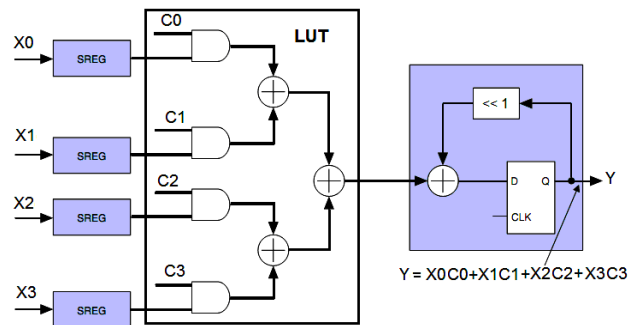 C0
LUT
X0
SREG
<< 1
X1
C1
SREG
C2
X2
SREG
D Q
Y
CLK
C3
Y = X0C0+X1C1+X2C2+X3C3
X3
SREG